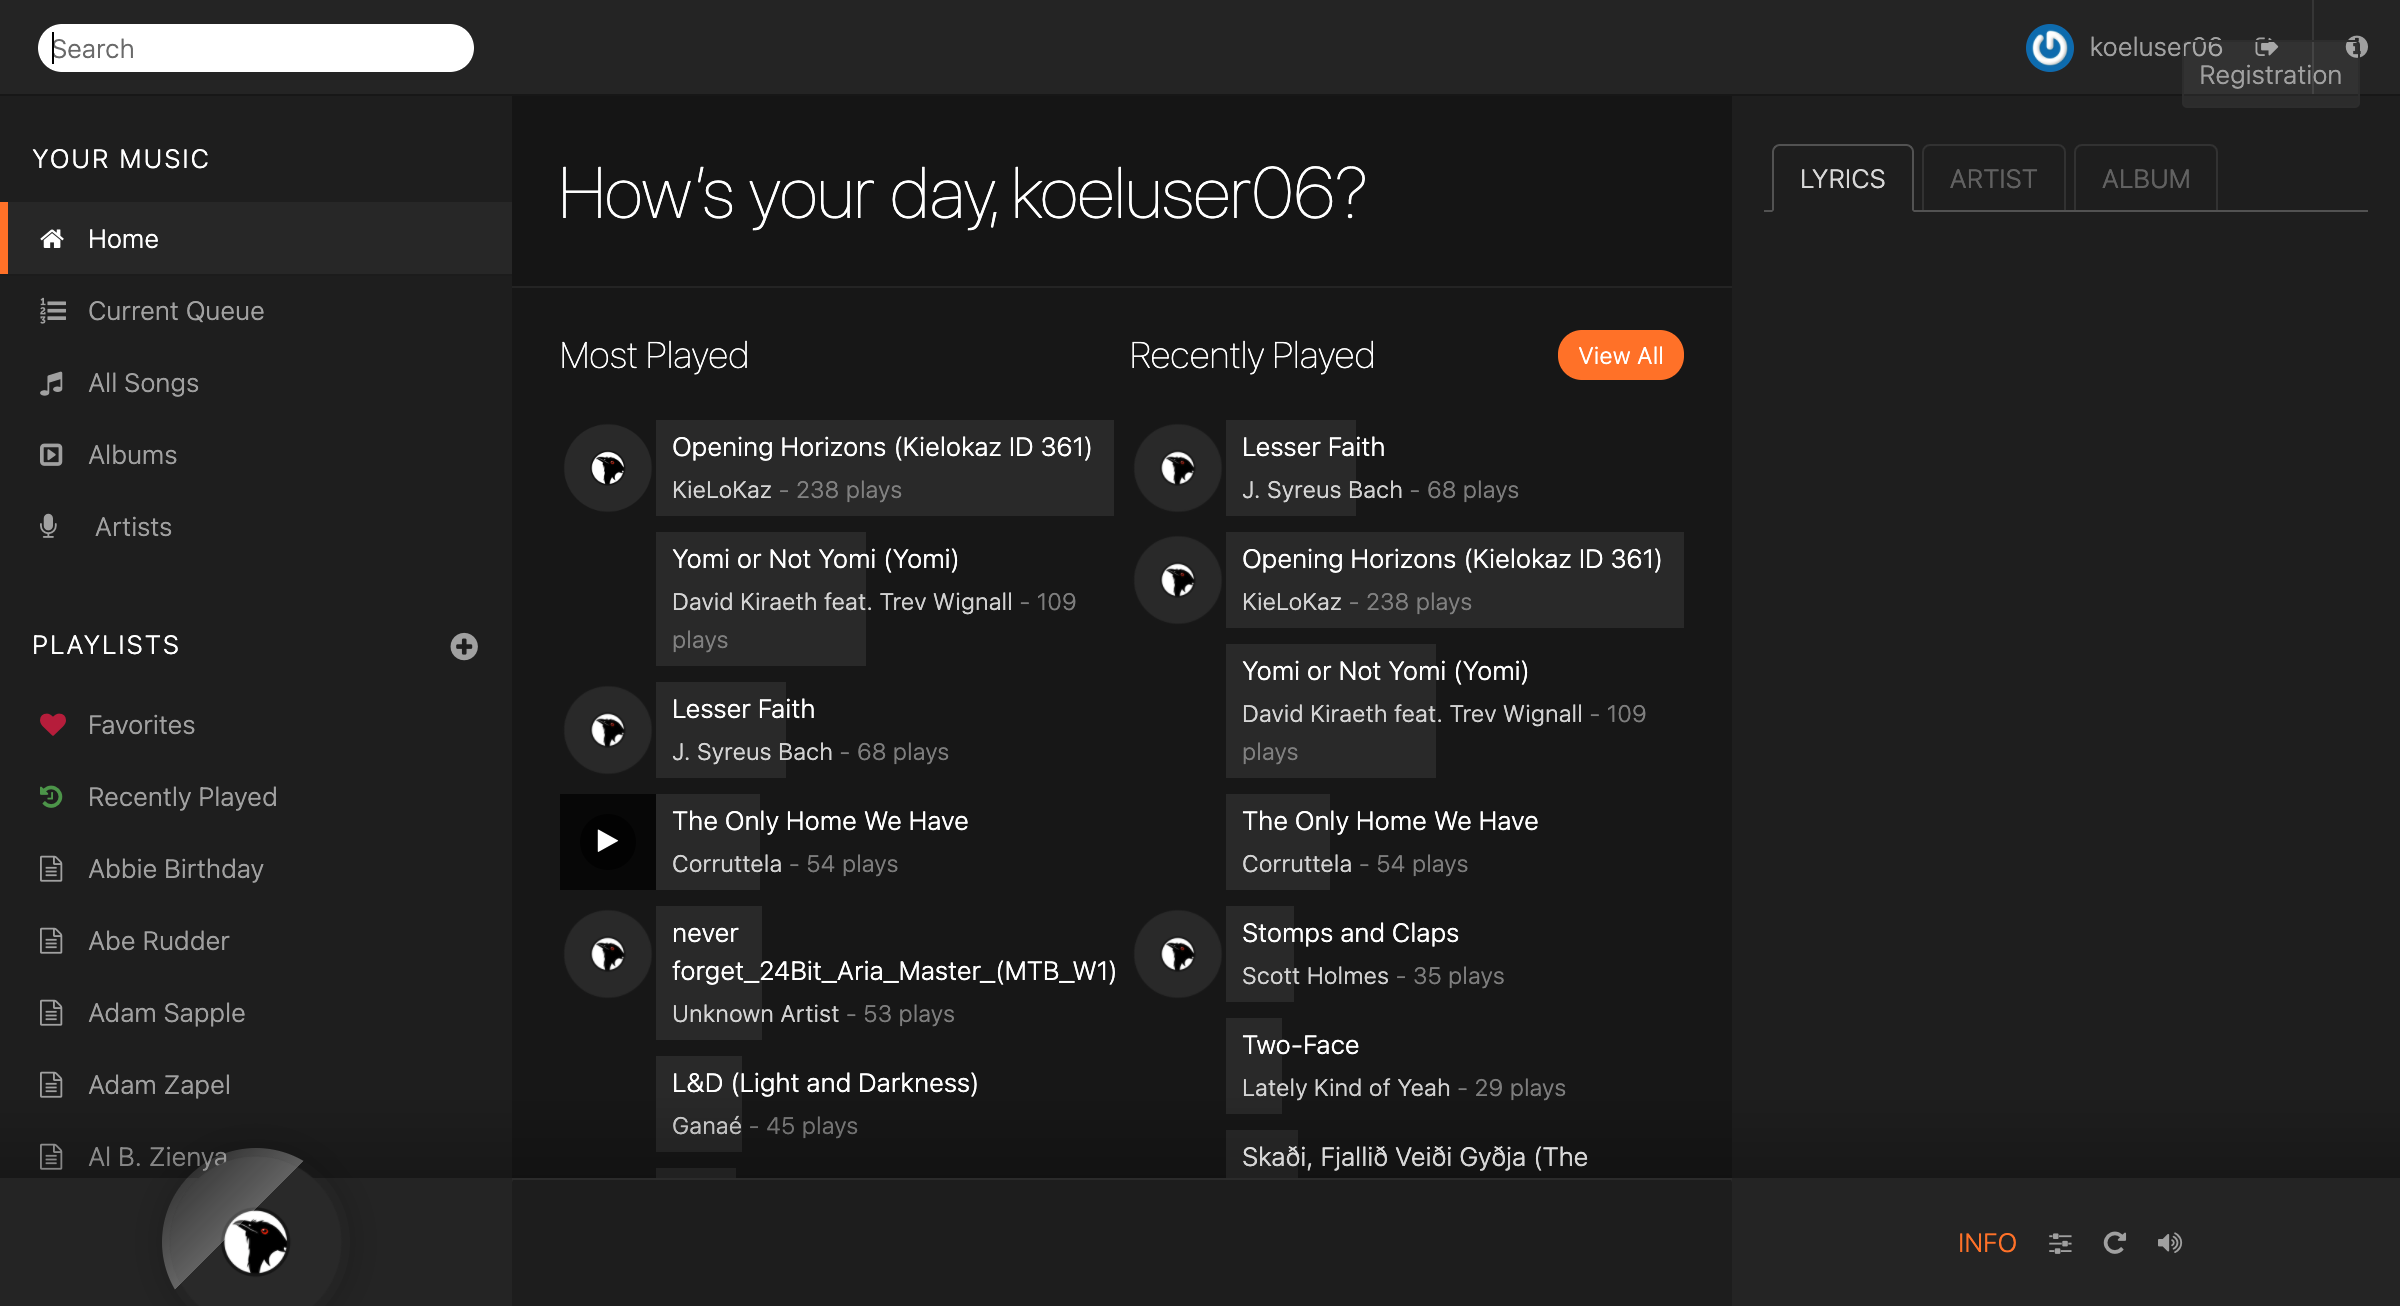 Search
koeluser06
Registration
YOUR MUSIC
Home
Current Queue
All Songs
Albums
Artists
PLAYLISTS
Favorites
Recently Played
Abbie Birthday
Abe Rudder
Adam Sapple
Adam Zapel
Al B. Zienya
How's your day, koeluser06?
Most Played
Opening Horizons (Kielokaz ID 361)
KieLoKaz - 238 plays
Yomi or Not Yomi (Yomi)
David Kiraeth feat. Trev Wignall - 109
plays
Lesser Faith
J. Syreus Bach - 68 plays
The Only Home We Have
Corruttela - 54 plays
never
forget_24Bit_Aria_Master_(MTB_W1)
Unknown Artist - 53 plays
L&D (Light and Darkness)
Ganaé - 45 plays
Recently Played
View All
Lesser Faith
J. Syreus Bach - 68 plays
Opening Horizons (Kielokaz ID 361)
KieLoKaz - 238 plays
Yomi or Not Yomi (Yomi)
David Kiraeth feat. Trev Wignall - 109
plays
The Only Home We Have
Corruttela - 54 plays
Stomps and Claps
Scott Holmes - 35 plays
Two-Face
Lately Kind of Yeah - 29 plays
Skaði, Fjallið Veiði Gyðja (The
LYRICS
ARTIST
ALBUM
INFO